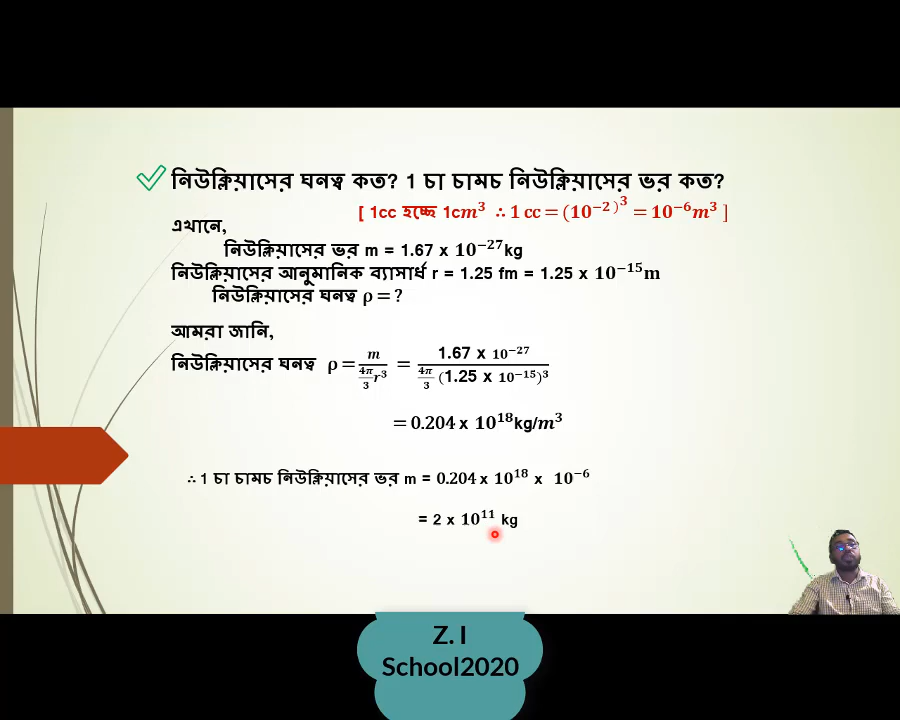 নিউক্লিয়াসের ঘনত্ব কত? 1 চা চামচ নিউক্লিয়াসের ভর কত?
[ 1cc হচ্ছে 1cm³ ∴ 1 cc = (10⁻²)³ = 10⁻⁶m³ ]
এখানে,
নিউক্লিয়াসের ভর m = 1.67 x 10⁻²⁷kg
নিউক্লিয়াসের আনুমানিক ব্যাসার্ধ r = 1.25 fm = 1.25 x 10⁻¹⁵m
নিউক্লিয়াসের ঘনত্ব ρ = ?
আমরা জানি,
নিউক্লিয়াসের ঘনত্ব ρ = m / (4π/3 r³) = 1.67 x 10⁻²⁷ / (4π/3 (1.25 x 10⁻¹⁵)³)
= 0.204 x 10¹⁸kg/m³
∴ 1 চা চামচ নিউক্লিয়াসের ভর m = 0.204 x 10¹⁸ x 10⁻⁶
= 2 x 10¹¹ kg
Z. I
School2020